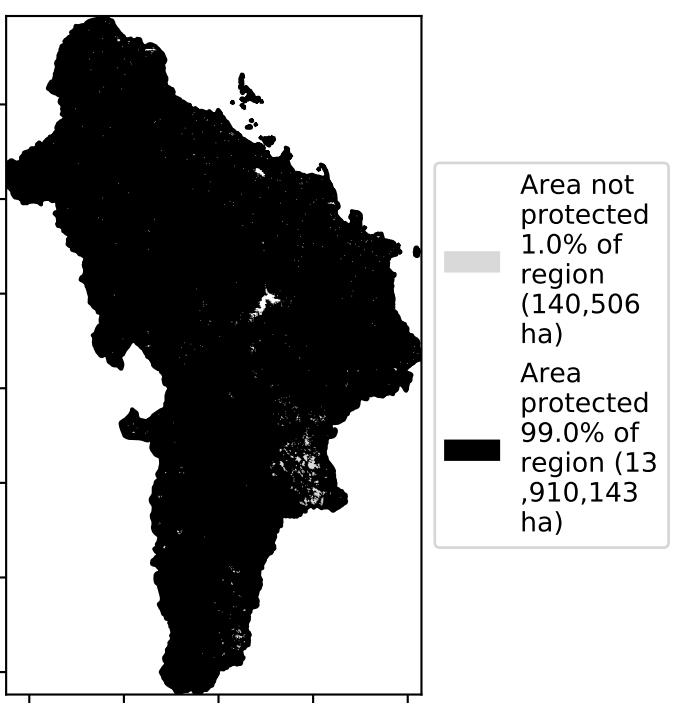 Area not
protected
1.0% of
region
(140,506
ha)
Area
protected
99.0% of
region (13
,910,143
ha)